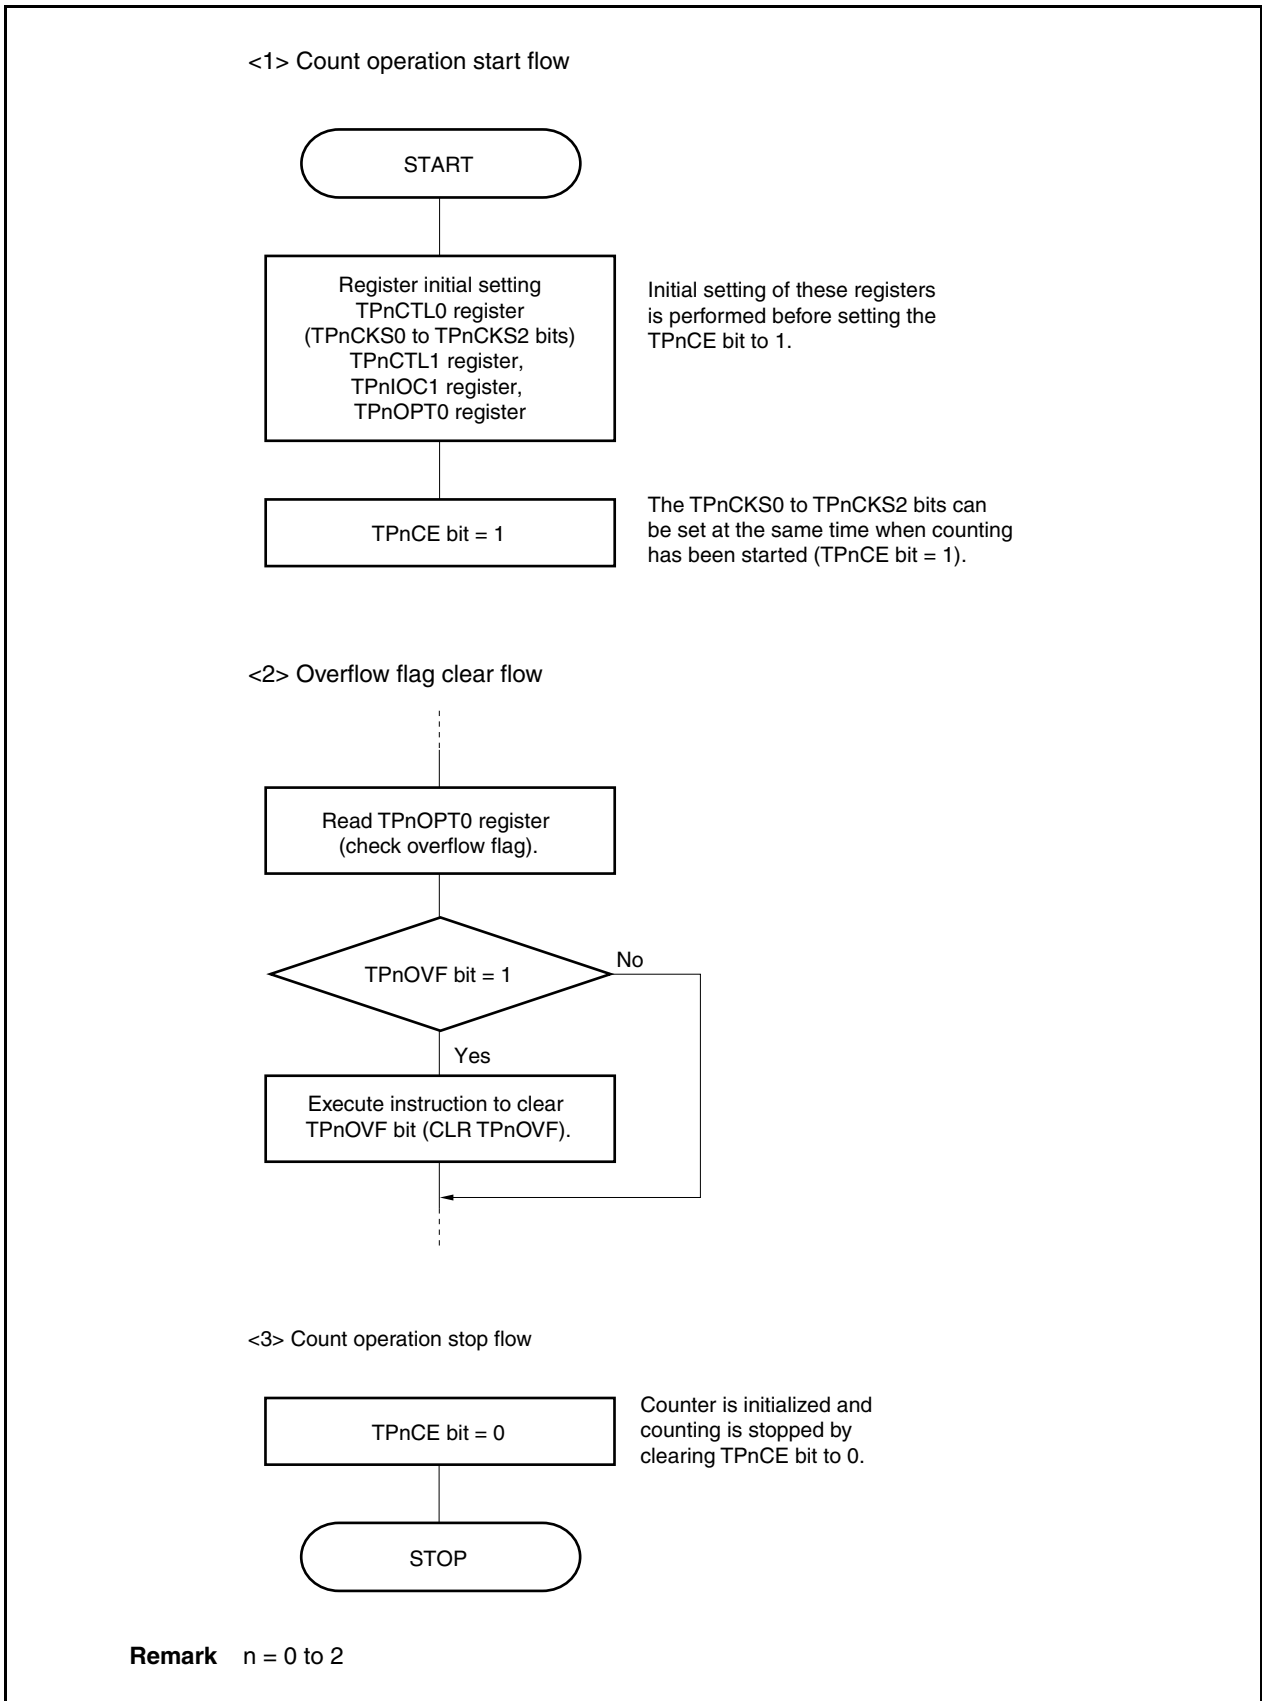 <1> Count operation start flow
START
Register initial setting
TPnCTL0 register
(TPnCKS0 to TPnCKS2 bits)
TPnCTL1 register,
TPnIOC1 register,
TPnOPT0 register
Initial setting of these registers
is performed before setting the
TPnCE bit to 1.
TPnCE bit = 1
The TPnCKS0 to TPnCKS2 bits can
be set at the same time when counting
has been started (TPnCE bit = 1).
<2> Overflow flag clear flow
Read TPnOPT0 register
(check overflow flag).
TPnOVF bit = 1
No
Yes
Execute instruction to clear
TPnOVF bit (CLR TPnOVF).
<3> Count operation stop flow
TPnCE bit = 0
Counter is initialized and
counting is stopped by
clearing TPnCE bit to 0.
STOP
Remark n = 0 to 2